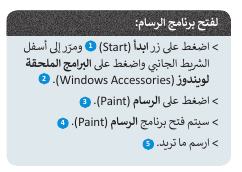 لفتح برنامج الرسام:
> اضغط على زر ابدأ (Start) 1 ومرّر إلى أسفل
الشريط الجانبي واضغط على البرامج الملحقة
لويندوز (Windows Accessories). 2
> اضغط على الرسام (Paint). 3
> سيتم فتح برنامج الرسام (Paint). 4
> ارسم ما تريد. 5